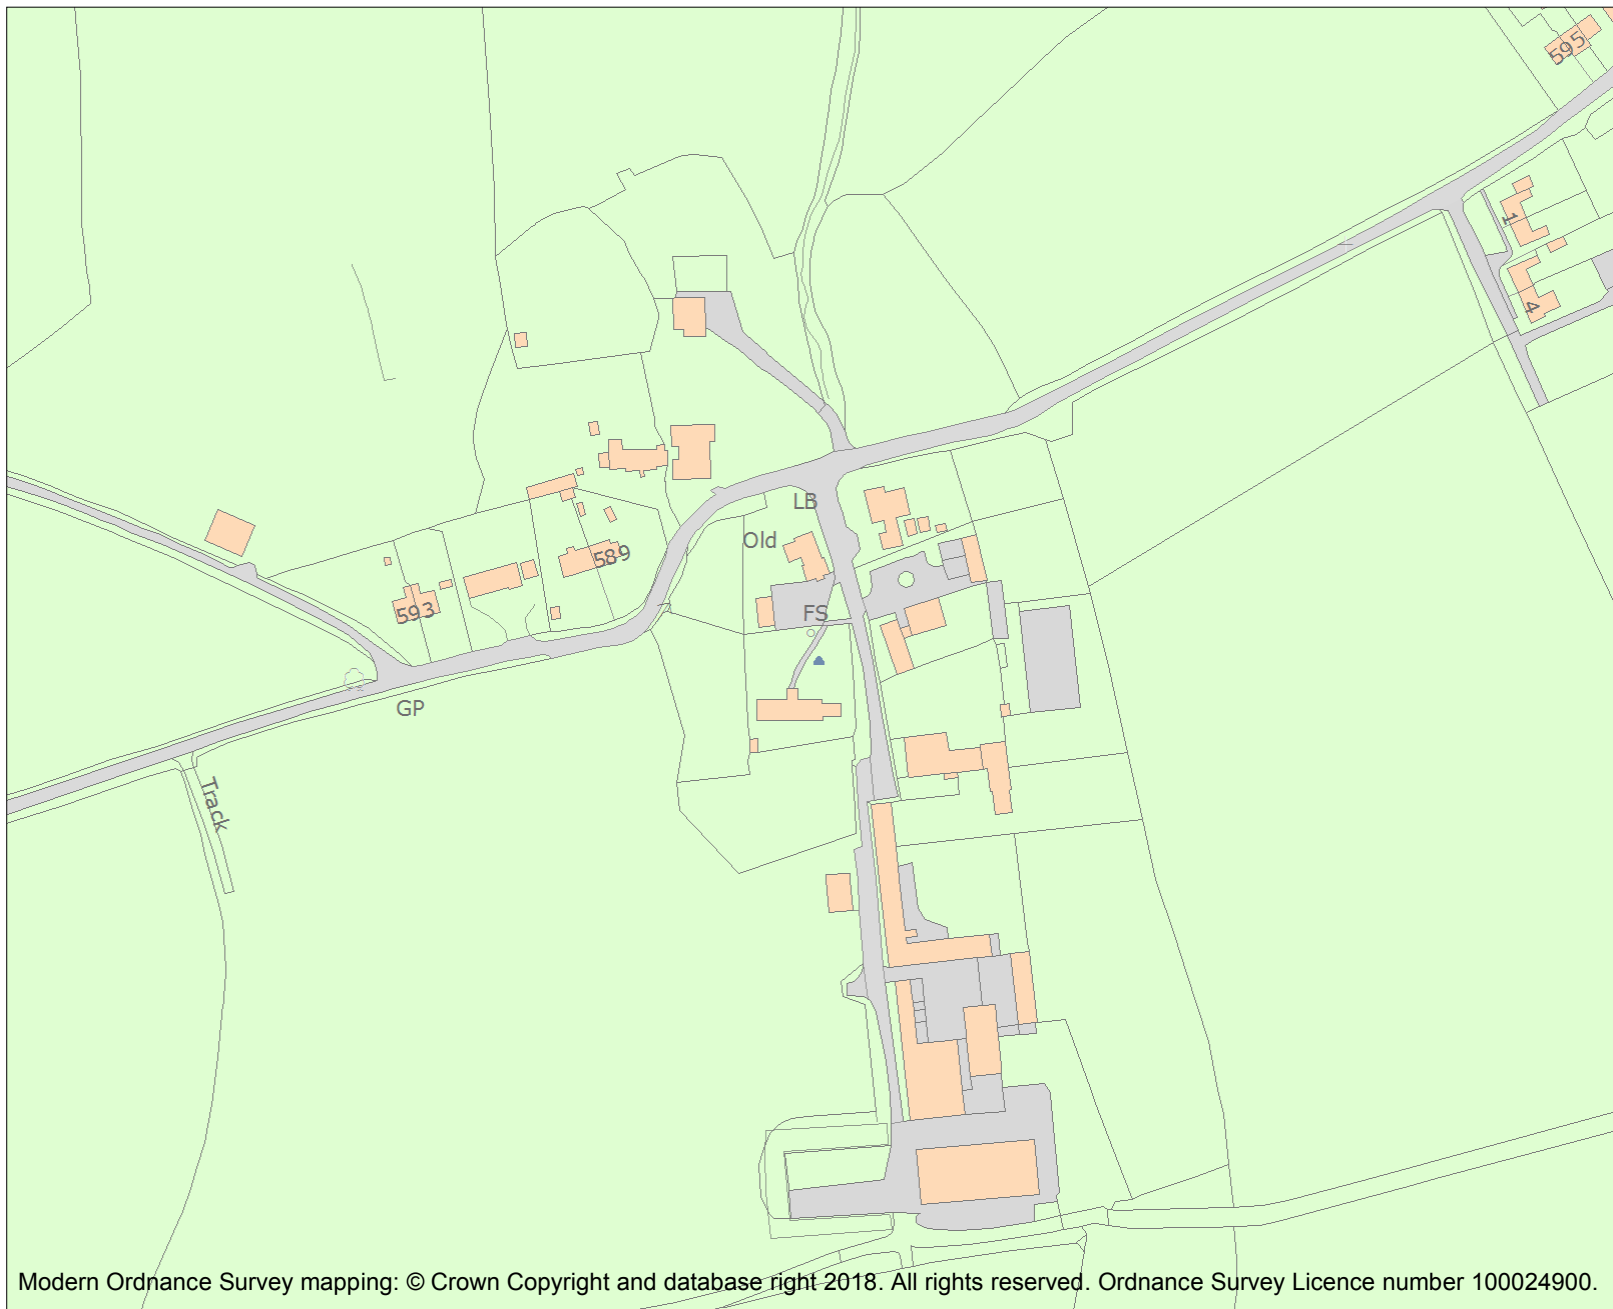 595
1
4
LB
Old
589
FS
593
GP
Track
Modern Ordnance Survey mapping: © Crown Copyright and database right 2018. All rights reserved. Ordnance Survey Licence number 100024900.